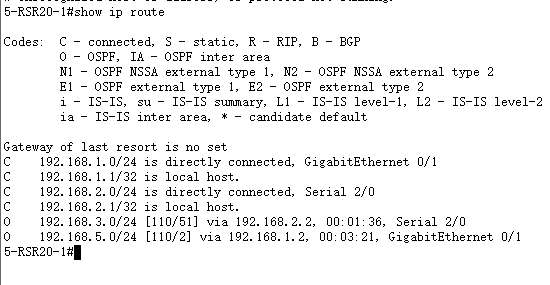 5-RSR20-1#show ip route
Codes: C - connected, S - static, R - RIP, B - BGP
O - OSPF, IA - OSPF inter area
N1 - OSPF NSSA external type 1, N2 - OSPF NSSA external type 2
E1 - OSPF external type 1, E2 - OSPF external type 2
i - IS-IS, su - IS-IS summary, L1 - IS-IS level-1, L2 - IS-IS level-2
ia - IS-IS inter area, * - candidate default
Gateway of last resort is no set
C 192.168.1.0/24 is directly connected, GigabitEthernet 0/1
C 192.168.1.1/32 is local host.
C 192.168.2.0/24 is directly connected, Serial 2/0
C 192.168.2.1/32 is local host.
O 192.168.3.0/24 [110/51] via 192.168.2.2, 00:01:36, Serial 2/0
O 192.168.5.0/24 [110/2] via 192.168.1.2, 00:03:21, GigabitEthernet 0/1
5-RSR20-1#